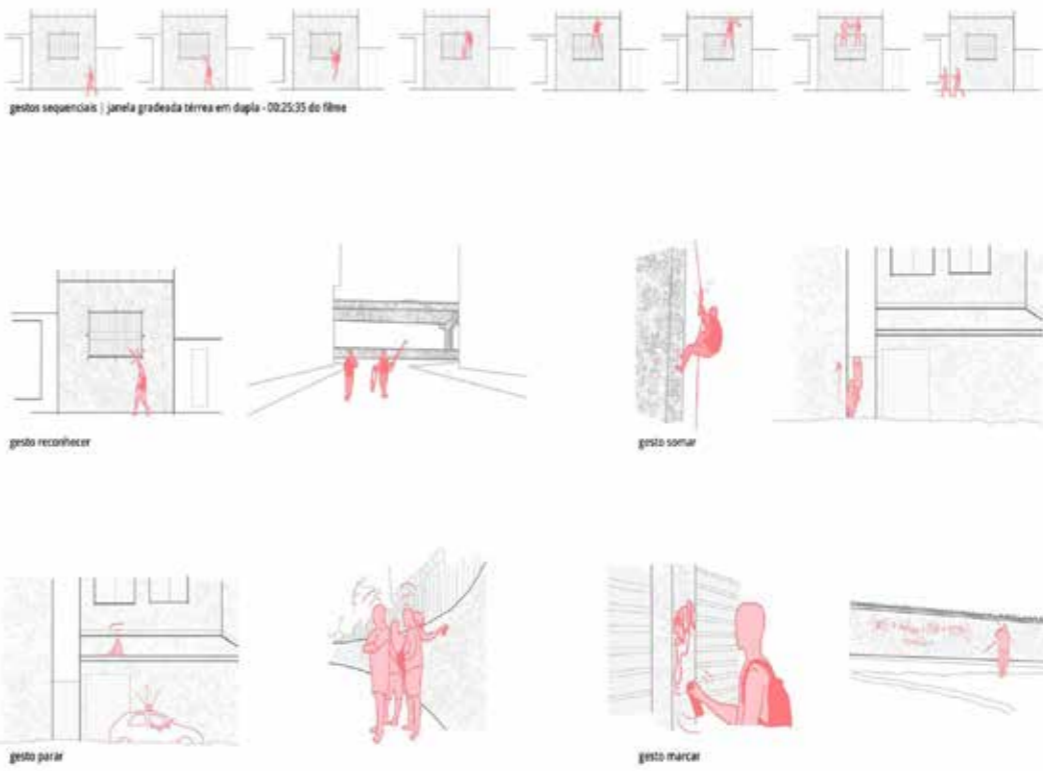 gestos sequenciais | janela gradeada térrea em dupla - 00:25:35 do filme
gesto reconhecer
gesto somar
gesto parar
gesto marcar